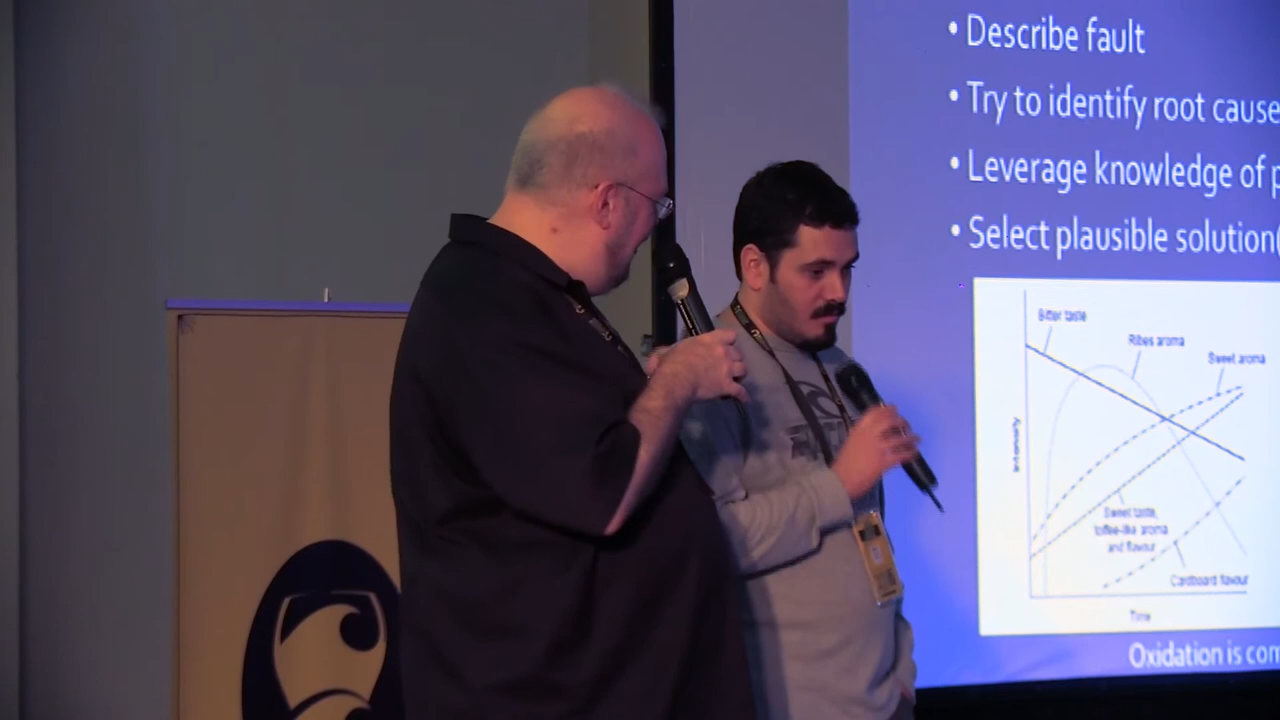 • Describe fault
• Try to identify root cause
• Leverage knowledge of p
• Select plausible solution(
Bitter taste
Ribes aroma
Sweet aroma
Intensity
Sweet taste,
toffee-like aroma
and flavour
Cardboard flavour
Time
Oxidation is com